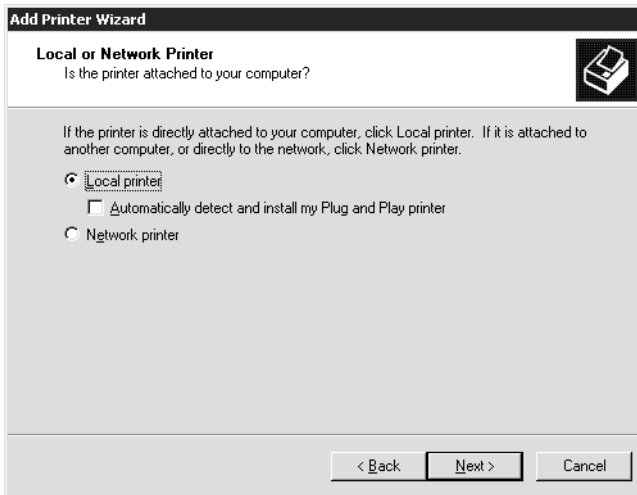 Add Printer Wizard
Local or Network Printer
Is the printer attached to your computer?
If the printer is directly attached to your computer, click Local printer. If it is attached to
another computer, or directly to the network, click Network printer.
Local printer
Automatically detect and install my Plug and Play printer
Network printer
< Back Next > Cancel